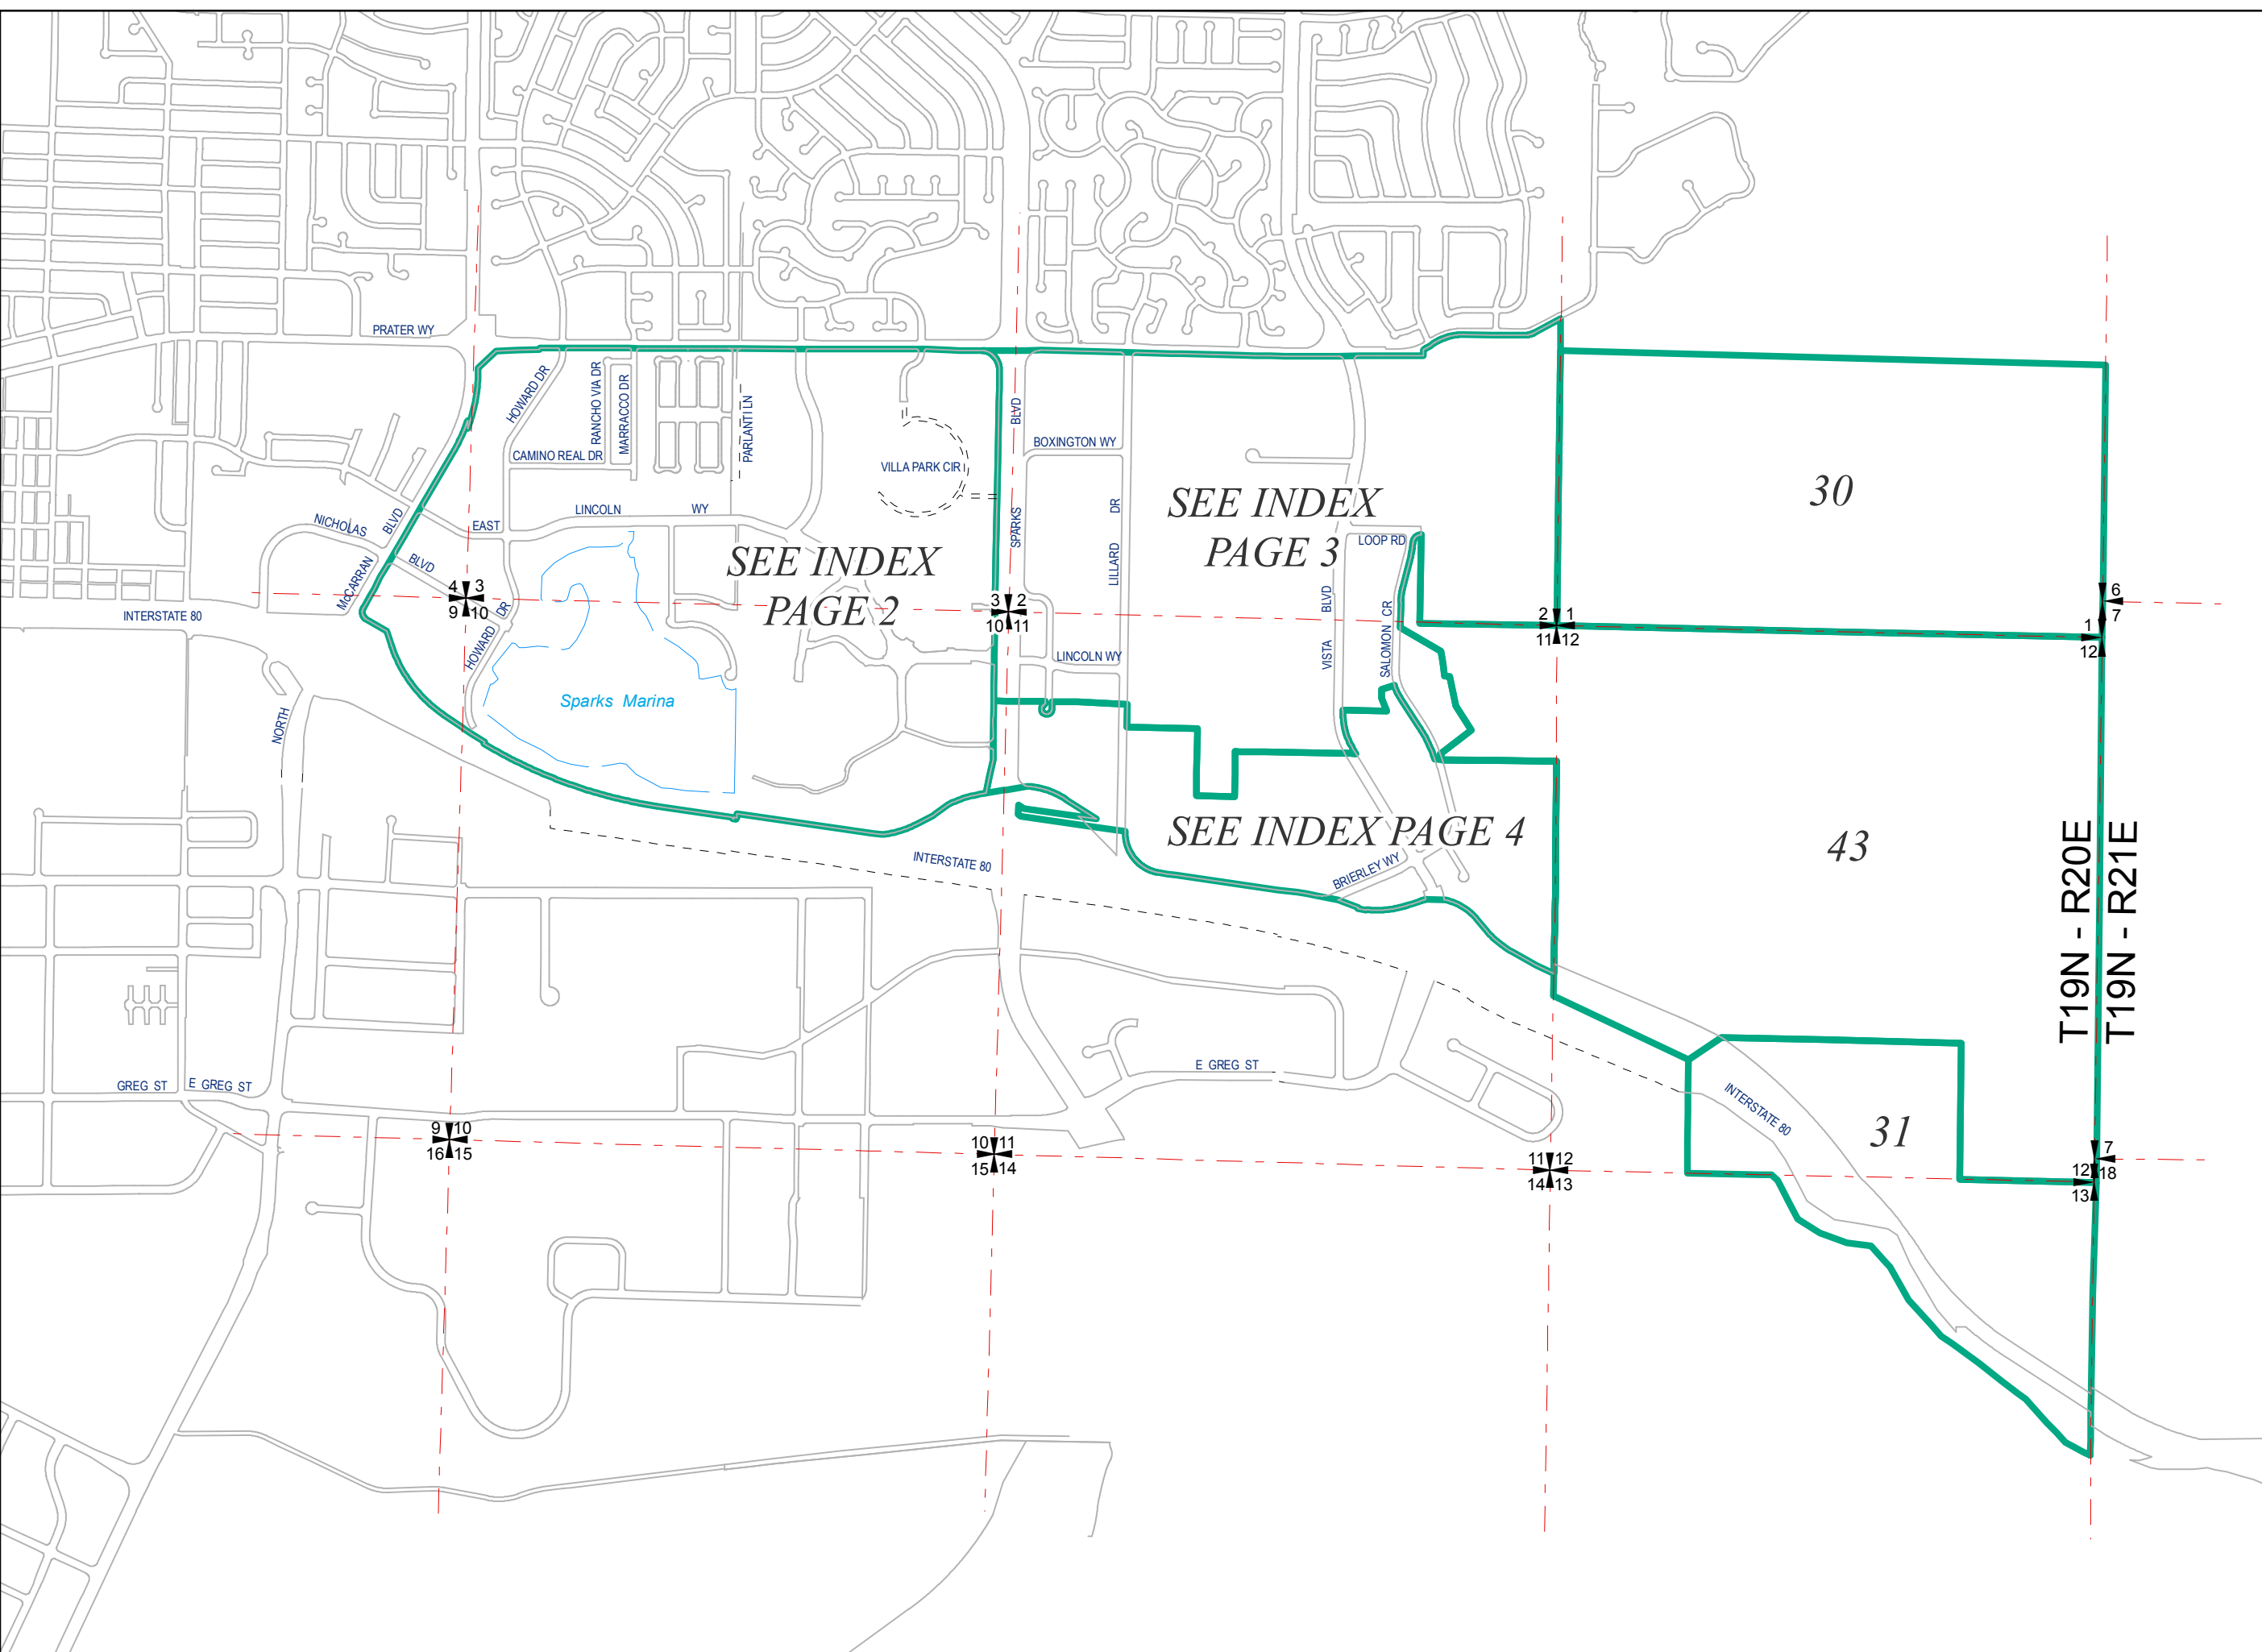 PRATER WY
HOWARD DR
RANCHO VIA DR
MARRACCO DR
PARLANTI LN
CAMINO REAL DR
VILLA PARK CIR
BLVD
SPARKS
BOXINGTON WY
LILLARD DR
SEE INDEX
PAGE 3
30
LOOP RD
NICHOLAS
BLVD
McCARRAN
BLVD
EAST
LINCOLN
WY
SEE INDEX
PAGE 2
INTERSTATE 80
4 3
9 10
HOWARD
DR
3 2
10 11
2 1
11 12
6
1 7
12
LINCOLN WY
VISTA
BLVD
SALOMON CR
Sparks Marina
NORTH
SEE INDEX PAGE 4
43
T19N - R20E
T19N - R21E
INTERSTATE 80
BRIERLEY WY
GREG ST
E GREG ST
E GREG ST
INTERSTATE 80
31
9 10
16 15
10 11
15 14
11 12
14 13
7
12 18
13